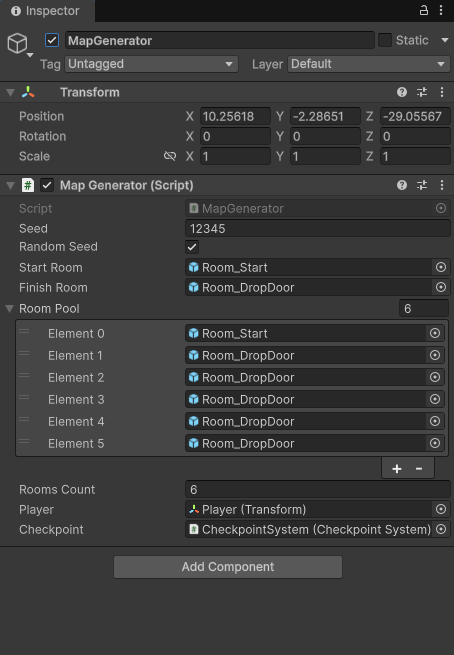 Inspector
MapGenerator Static
Tag Untagged Layer Default
Transform
Position X 10.25618 Y -2.28651 Z -29.05567
Rotation X 0 Y 0 Z 0
Scale X 1 Y 1 Z 1
# Map Generator (Script)
Script # MapGenerator
Seed 12345
Random Seed
Start Room Room_Start
Finish Room Room_DropDoor
Room Pool 6
Element 0 Room_Start
Element 1 Room_DropDoor
Element 2 Room_DropDoor
Element 3 Room_DropDoor
Element 4 Room_DropDoor
Element 5 Room_DropDoor
+ -
Rooms Count 6
Player Player (Transform)
Checkpoint # CheckpointSystem (Checkpoint System)
Add Component